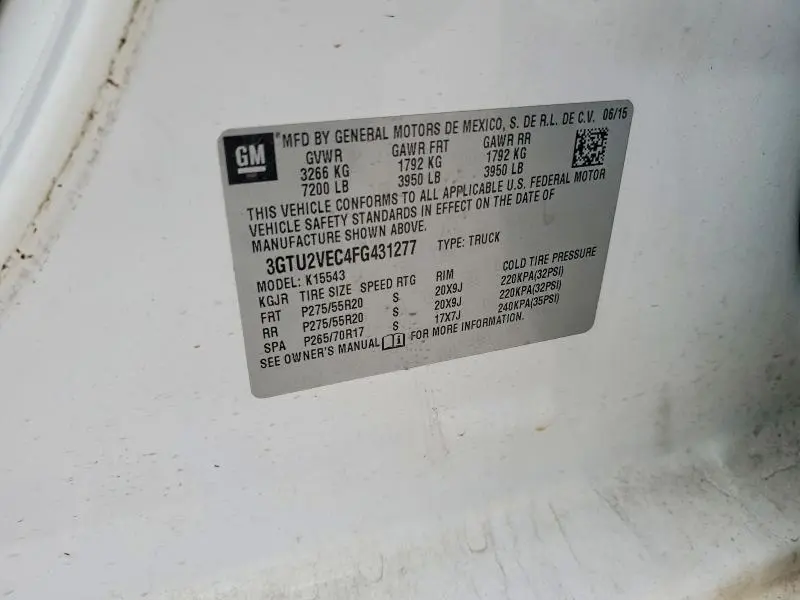 GM
*MFD BY GENERAL MOTORS DE MEXICO, S. DE R.L. DE C.V. 06/15
GVWR GAWR FRT GAWR RR
3266 KG 1792 KG 1792 KG
7200 LB 3950 LB 3950 LB
THIS VEHICLE CONFORMS TO ALL APPLICABLE U.S. FEDERAL MOTOR
VEHICLE SAFETY STANDARDS IN EFFECT ON THE DATE OF
MANUFACTURE SHOWN ABOVE.
3GTU2VEC4FG431277 TYPE: TRUCK
MODEL: K15543
KGJR TIRE SIZE SPEED RTG RIM COLD TIRE PRESSURE
FRT P275/55R20 S 20X9J 220KPA(32PSI)
RR P275/55R20 S 20X9J 220KPA(32PSI)
SPA P265/70R17 S 17X7J 240KPA(35PSI)
SEE OWNER'S MANUAL FOR MORE INFORMATION.